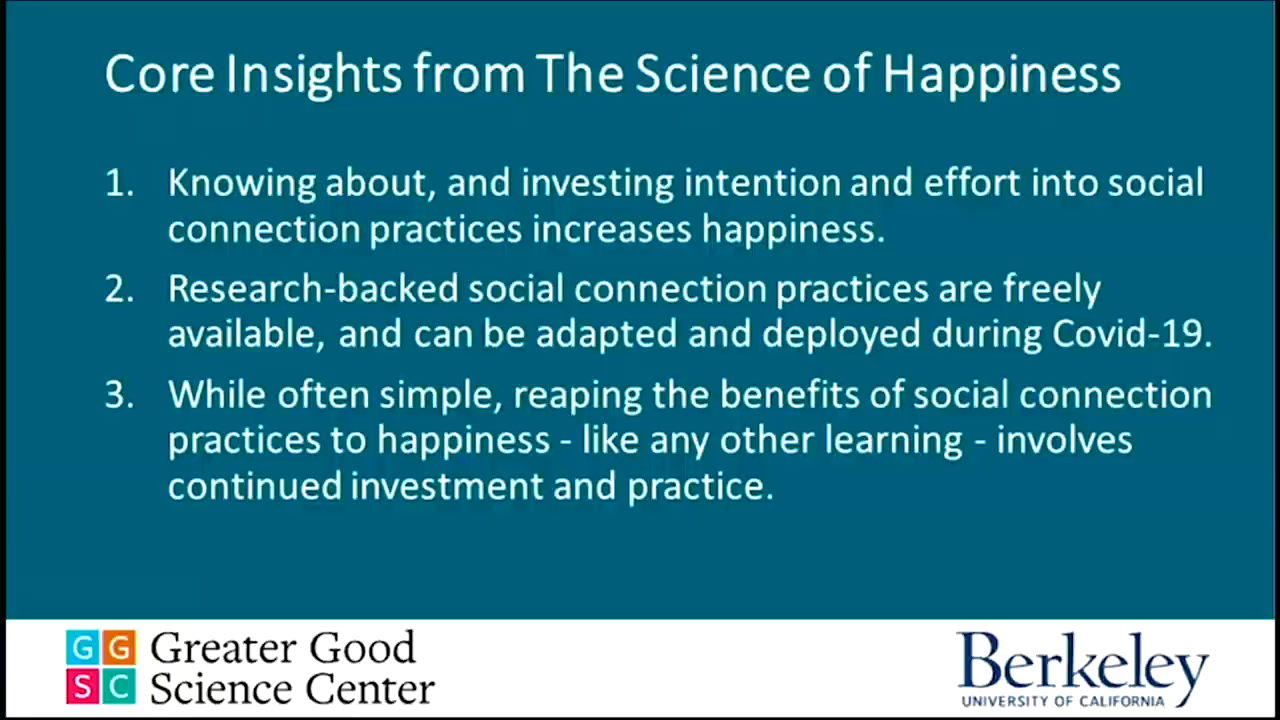 Core Insights from The Science of Happiness
1. Knowing about, and investing intention and effort into social
connection practices increases happiness.
2. Research-backed social connection practices are freely
available, and can be adapted and deployed during Covid-19.
3. While often simple, reaping the benefits of social connection
practices to happiness - like any other learning - involves
continued investment and practice.
GG
SC
Greater Good
Science Center
Berkeley
UNIVERSITY OF CALIFORNIA